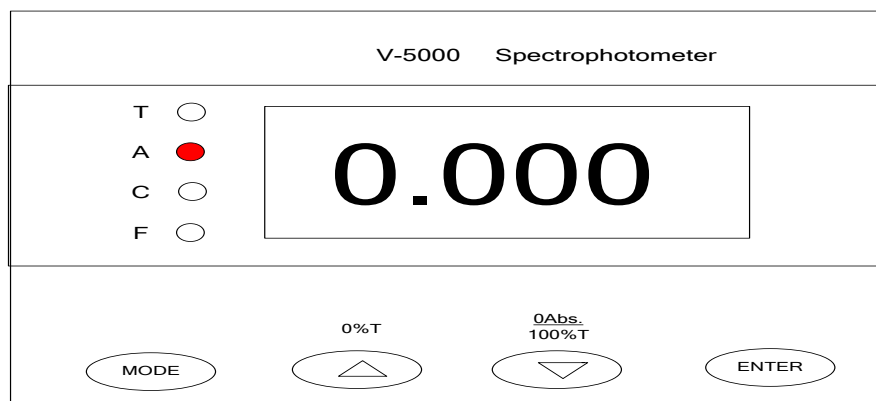 V-5000 Spectrophotometer
T
A
C
F
0.000
0%T
0Abs.
100%T
MODE
ENTER